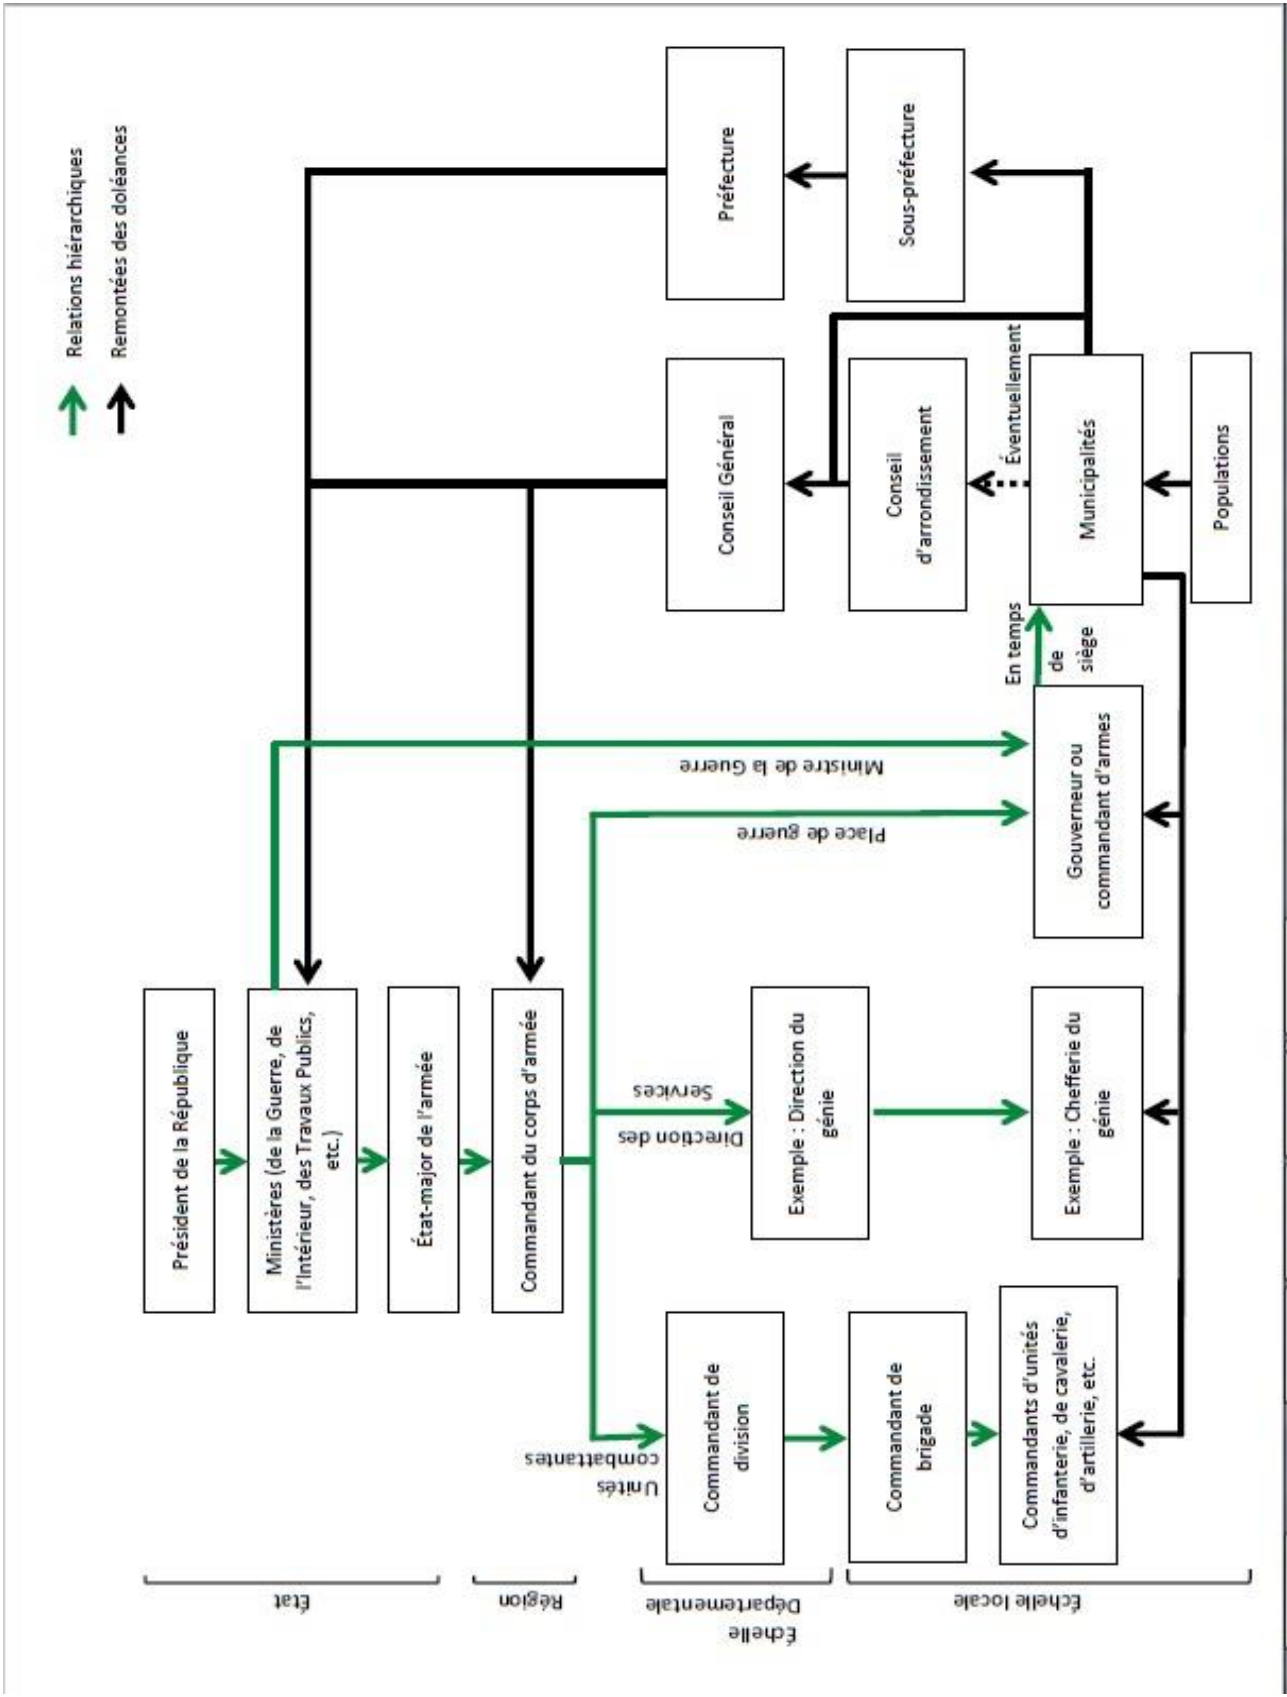 Relations hiérarchiques
Remontées des doléances
État
Région
Échelle
Départementale
Échelle locale
Président de la République
Ministères (de la Guerre, de
l'Intérieur, des Travaux Publics,
etc.)
État-major de l'armée
Commandant du corps d'armée
Unités
combattantes
Direction des
Services
Place de guerre
Ministre de la Guerre
Commandant de
division
Exemple : Direction du
génie
Conseil Général
Préfecture
Commandant de
brigade
Conseil
d'arrondissement
Sous-préfecture
Éventuellement
En temps
de
siège
Commandants d'unités
d'infanterie, de cavalerie,
d'artillerie, etc.
Exemple : Chefferie du
génie
Gouverneur ou
commandant d'armes
Municipalités
Populations